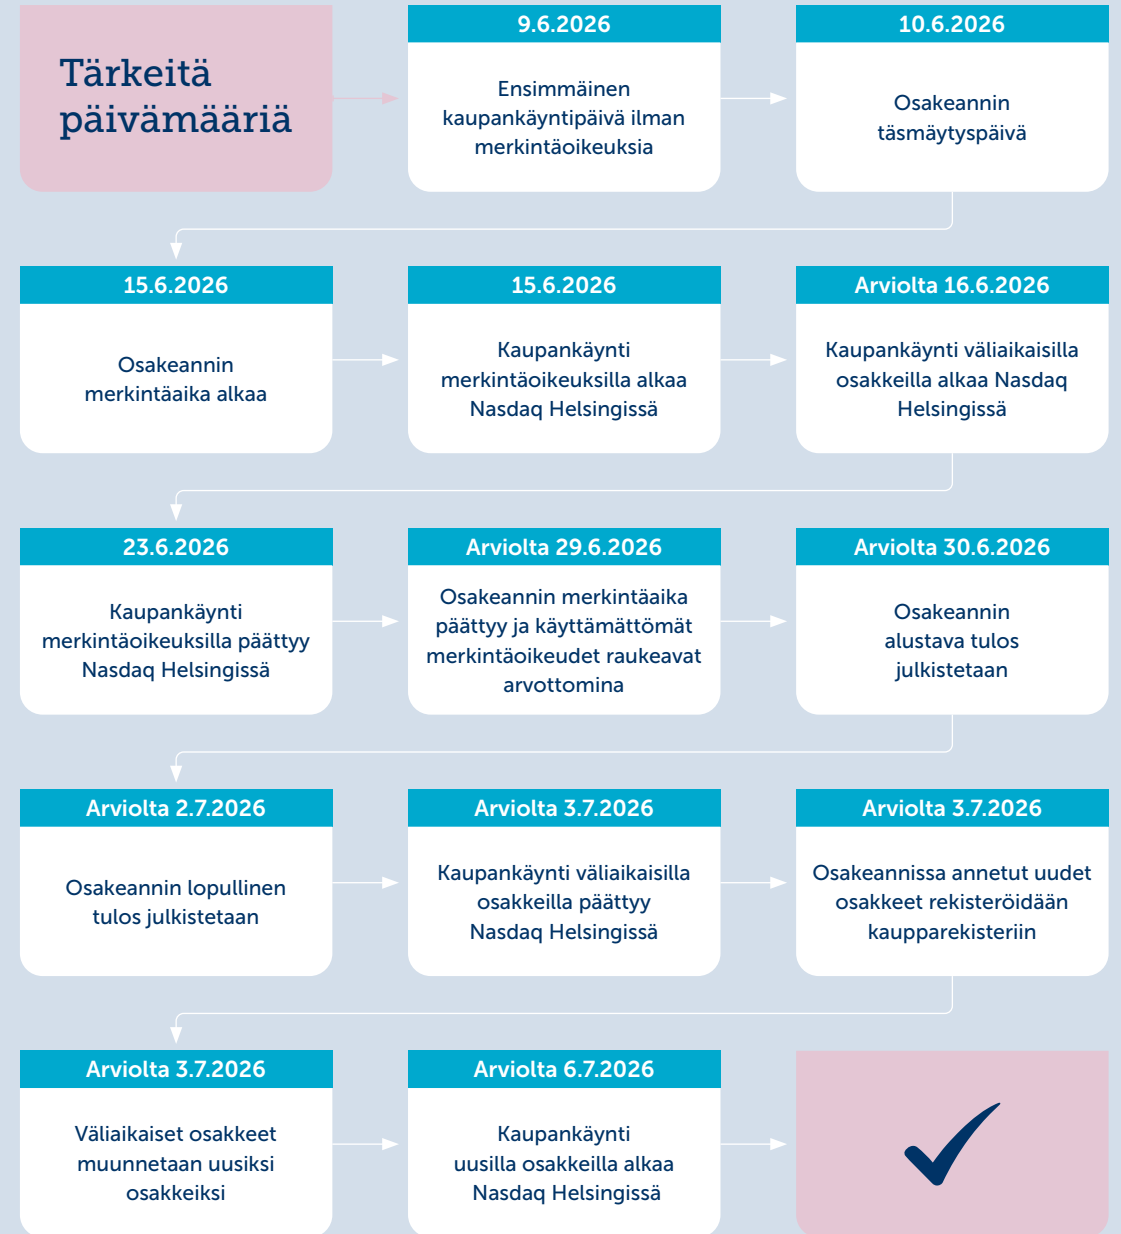 Tärkeitä
päivämääriä
9.6.2026
Ensimmäinen
kaupankäyntipäivä ilman
merkintäoikeuksia
10.6.2026
Osakeannin
täsmäytyspäivä
15.6.2026
Osakeannin
merkintäaika alkaa
15.6.2026
Kaupankäynti
merkintäoikeuksilla alkaa
Nasdaq Helsingissä
Arviolta 16.6.2026
Kaupankäynti väliaikaisilla
osakkeilla alkaa Nasdaq
Helsingissä
23.6.2026
Kaupankäynti
merkintäoikeuksilla päättyy
Nasdaq Helsingissä
Arviolta 29.6.2026
Osakeannin merkintäaika
päättyy ja käyttämättömät
merkintäoikeudet raukeavat
arvottomina
Arviolta 30.6.2026
Osakeannin
alustava tulos
julkistetaan
Arviolta 2.7.2026
Osakeannin lopullinen
tulos julkistetaan
Arviolta 3.7.2026
Kaupankäynti väliaikaisilla
osakkeilla päättyy
Nasdaq Helsingissä
Arviolta 3.7.2026
Osakeannissa annetut uudet
osakkeet rekisteröidään
kaupparekisteriin
Arviolta 3.7.2026
Väliaikaiset osakkeet
muunnetaan uusiksi
osakkeiksi
Arviolta 6.7.2026
Kaupankäynti
uusilla osakkeilla alkaa
Nasdaq Helsingissä